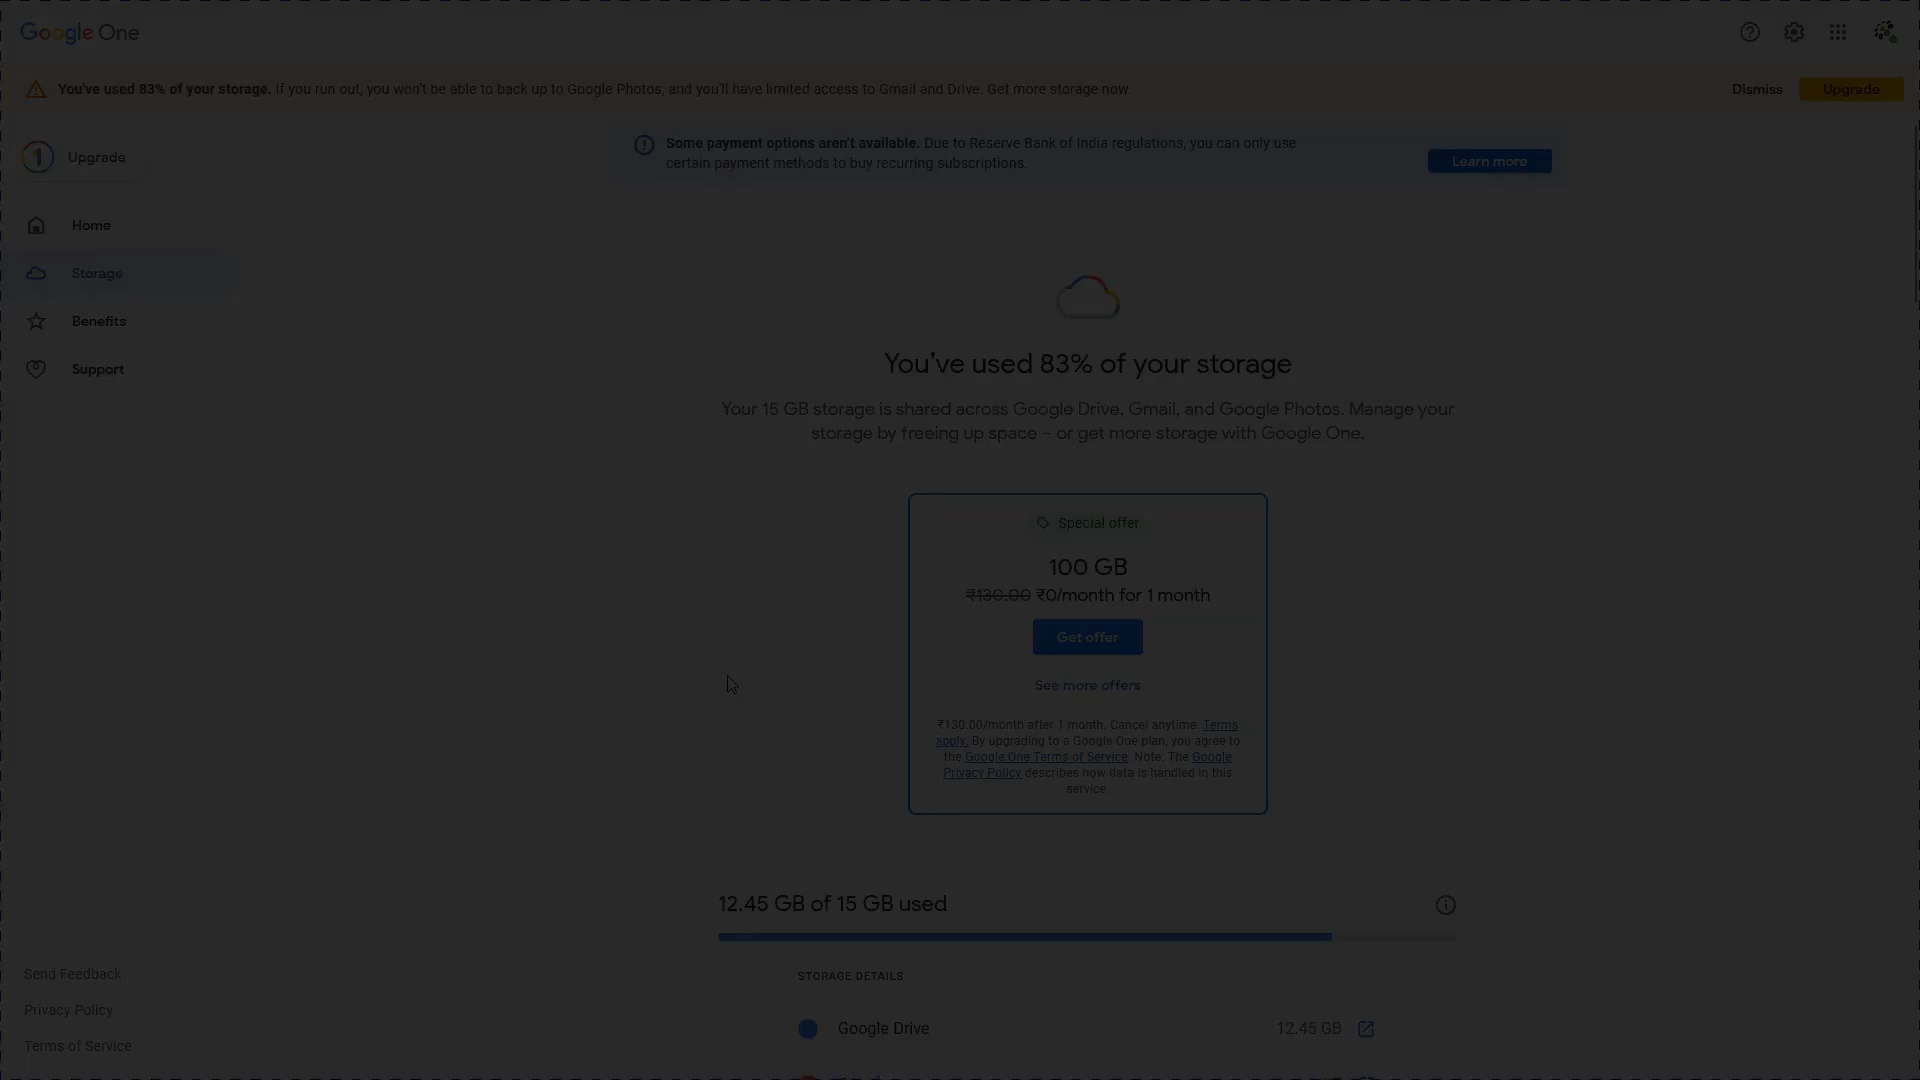 Google One
You've used 83% of your storage. If you run out, you won't be able to back up to Google Photos, and you'll have limited access to Gmail and Drive. Get more storage now.
Dismiss
Upgrade
Some payment options aren't available. Due to Reserve Bank of India regulations, you can only use
certain payment methods to buy recurring subscriptions.
Learn more
1
Upgrade
Home
Storage
Benefits
Support
You've used 83% of your storage
Your 15 GB storage is shared across Google Drive, Gmail, and Google Photos. Manage your
storage by freeing up space – or get more storage with Google One.
Special offer
100 GB
₹130.00 ₹0/month for 1 month
Get offer
See more offers
₹130.00/month after 1 month. Cancel anytime. Terms
apply. By upgrading to a Google One plan, you agree to
the Google One Terms of Service. Note: The Google
Privacy Policy describes how data is handled in this
service.
12.45 GB of 15 GB used
STORAGE DETAILS
Google Drive
12.45 GB
Send Feedback
Privacy Policy
Terms of Service